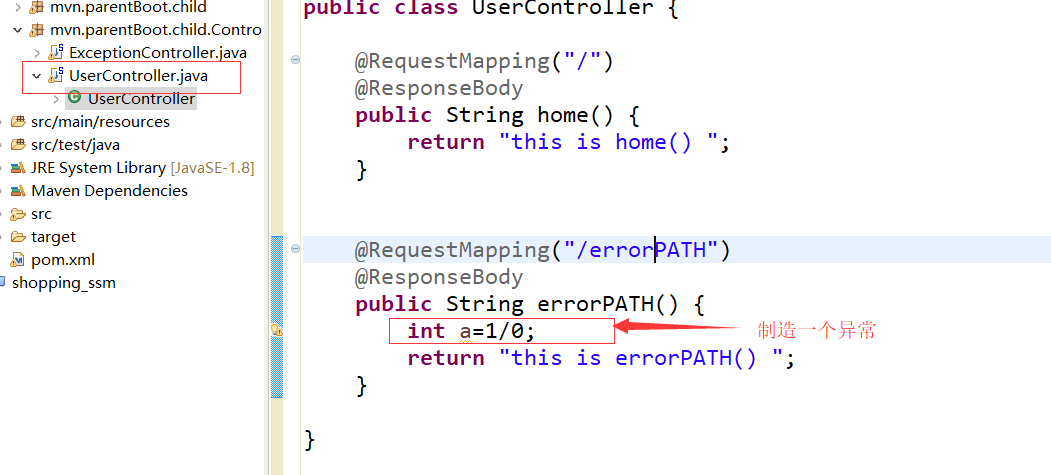 mvn.parentBoot.child
mvn.parentBoot.child.Contro
ExceptionController.java
UserController.java
UserController
src/main/resources
src/test/java
JRE System Library [JavaSE-1.8]
Maven Dependencies
src
target
pom.xml
shopping_ssm
public class UserController {
@RequestMapping("/")
@ResponseBody
public String home() {
return "this is home() ";
}
@RequestMapping("/errorPATH")
@ResponseBody
public String errorPATH() {
int a=1/0;
制造一个异常
return "this is errorPATH() ";
}
}